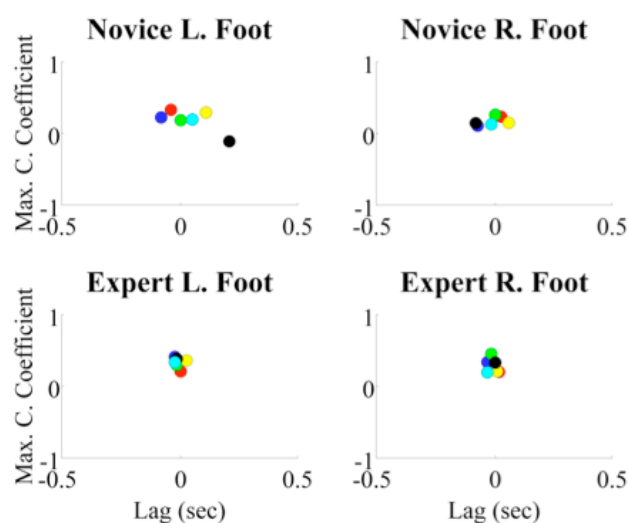 Novice L. Foot
Novice R. Foot
Max. C. Coefficient
1
0
-1
-0.5 0 0.5
1
0
-1
-0.5 0 0.5
Expert L. Foot
Expert R. Foot
Max. C. Coefficient
1
0
-1
-0.5 0 0.5
Lag (sec)
1
0
-1
-0.5 0 0.5
Lag (sec)